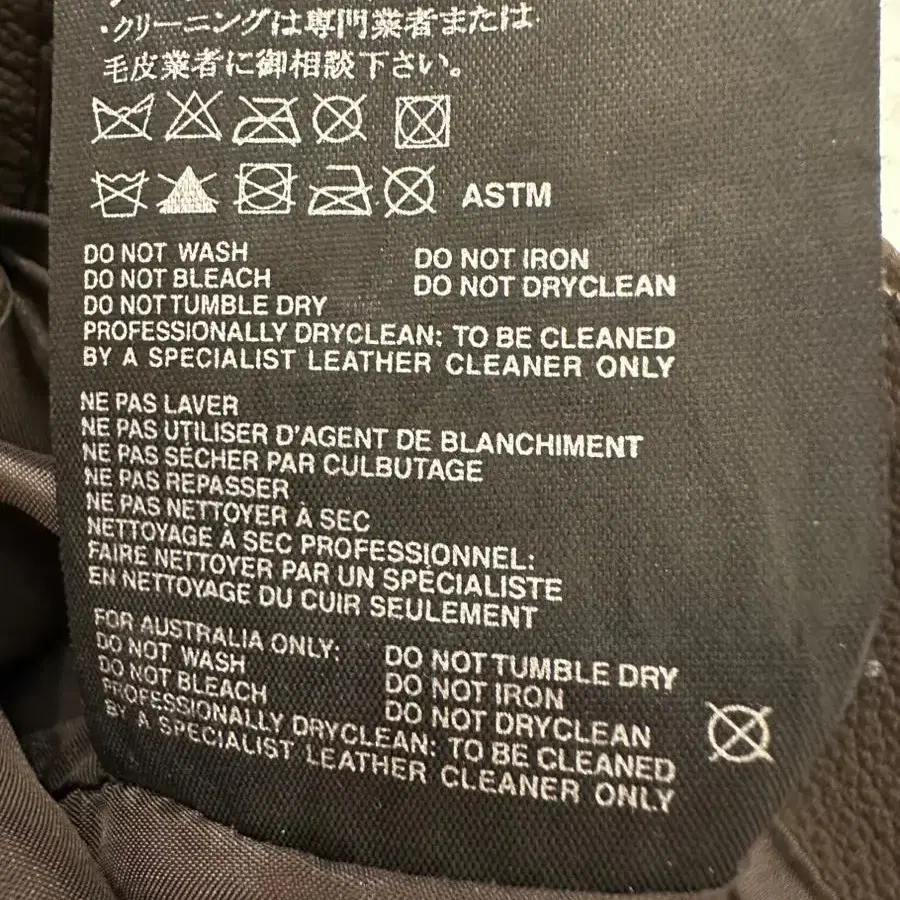 ・クリーニングは専門業者または
毛皮業者に御相談下さい。
ASTM
DO NOT WASH
DO NOT BLEACH
DO NOT TUMBLE DRY
DO NOT IRON
DO NOT DRYCLEAN
PROFESSIONALLY DRYCLEAN: TO BE CLEANED
BY A SPECIALIST LEATHER CLEANER ONLY
NE PAS LAVER
NE PAS UTILISER D'AGENT DE BLANCHIMENT
NE PAS SÉCHER PAR CULBUTAGE
NE PAS REPASSER
NE PAS NETTOYER À SEC
NETTOYAGE À SEC PROFESSIONNEL:
FAIRE NETTOYER PAR UN SPÉCIALISTE
EN NETTOYAGE DU CUIR SEULEMENT
FOR AUSTRALIA ONLY:
DO NOT WASH
DO NOT BLEACH
DO NOT TUMBLE DRY
DO NOT IRON
DO NOT DRYCLEAN
PROFESSIONALLY DRYCLEAN: TO BE CLEANED
BY A SPECIALIST LEATHER CLEANER ONLY